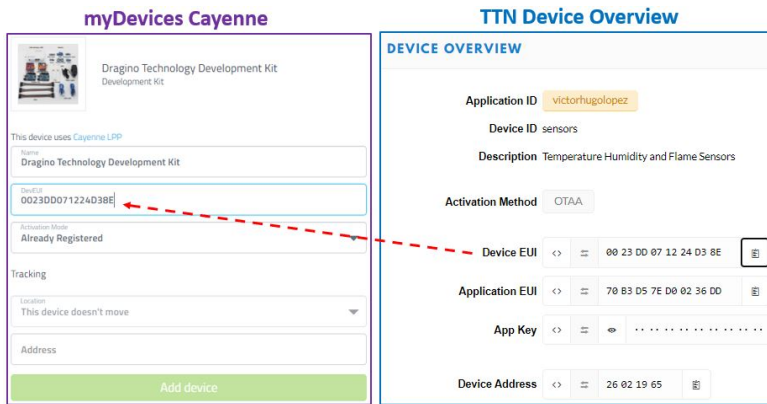 myDevices Cayenne
Dragino Technology Development Kit
Development Kit
This device uses Cayenne LPP
Name
Dragino Technology Development Kit
DevEUI
0023DD071224D38E
Activation Mode
Already Registered
Tracking
Location
This device doesn't move
Address
Add device
TTN Device Overview
DEVICE OVERVIEW
Application ID victorhugolopez
Device ID sensors
Description Temperature Humidity and Flame Sensors
Activation Method OTAA
Device EUI <> 00 23 DD 07 12 24 D3 8E
Application EUI <> 70 B3 D5 7E D0 02 36 DD
App Key <>
Device Address <> 26 02 19 65